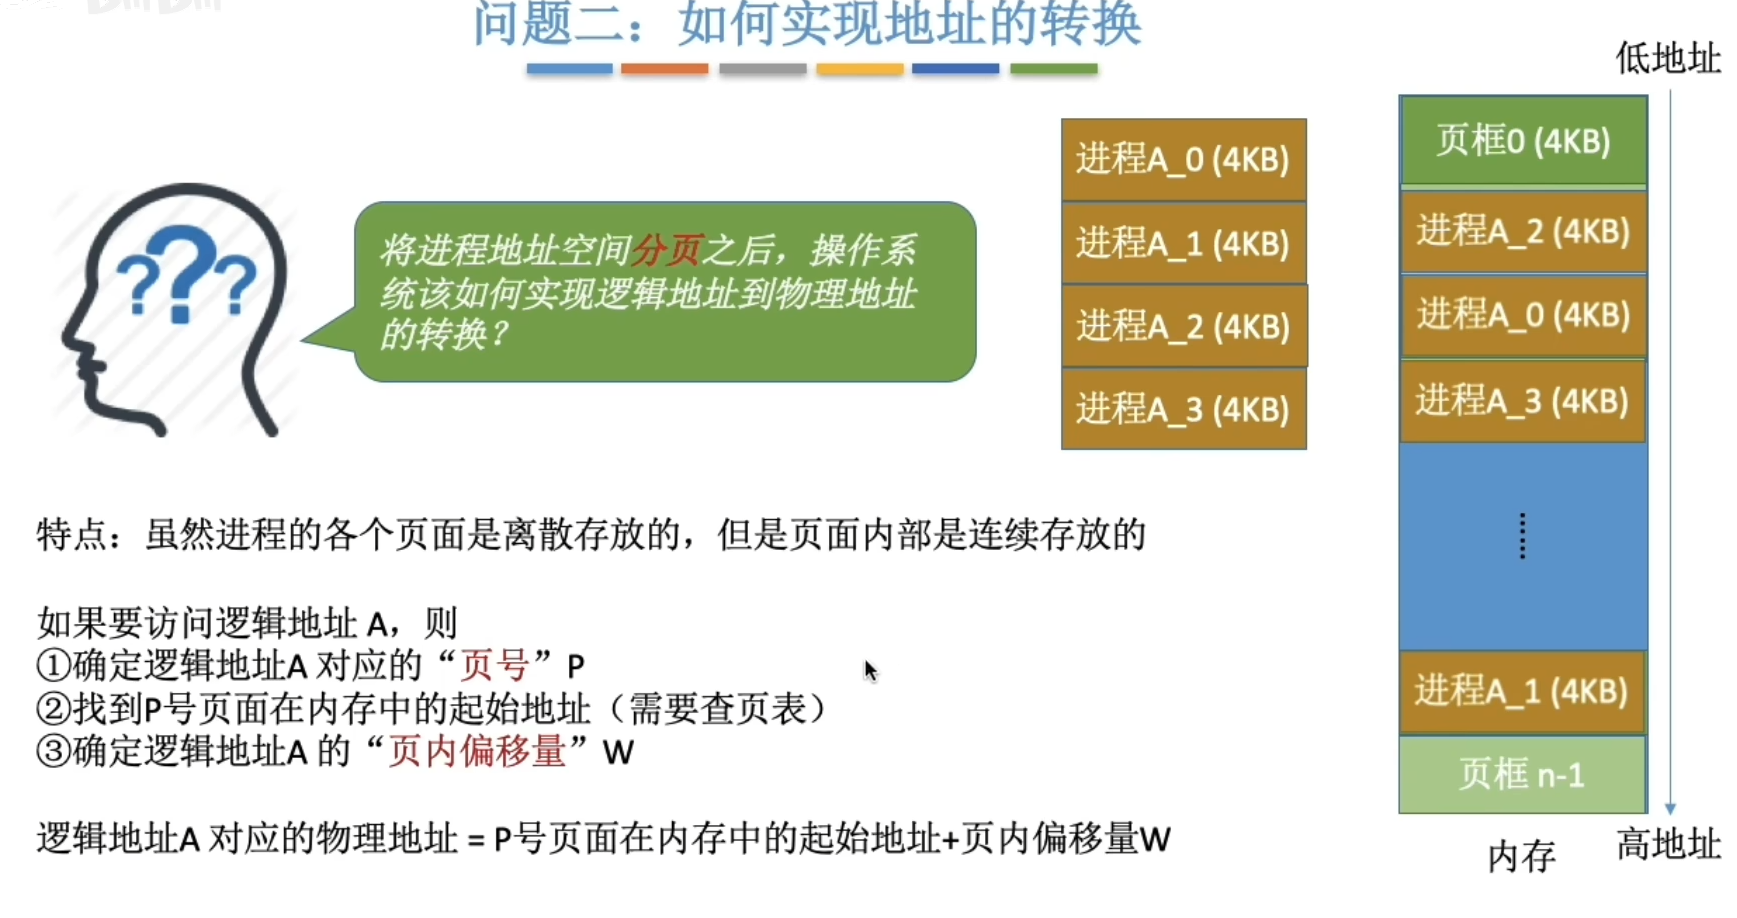 问题二：如何实现地址的转换
低地址
将进程地址空间分页之后，操作系
统该如何实现逻辑地址到物理地址
的转换？
???
进程A_0 (4KB)
进程A_1 (4KB)
进程A_2 (4KB)
进程A_3 (4KB)
页框0 (4KB)
进程A_2 (4KB)
进程A_0 (4KB)
进程A_3 (4KB)
......
进程A_1 (4KB)
页框 n-1
内存
高地址
特点：虽然进程的各个页面是离散存放的，但是页面内部是连续存放的
如果要访问逻辑地址 A，则
①确定逻辑地址A 对应的“页号”P
②找到P号页面在内存中的起始地址（需要查页表）
③确定逻辑地址A 的“页内偏移量”W
逻辑地址A 对应的物理地址 = P号页面在内存中的起始地址+页内偏移量W